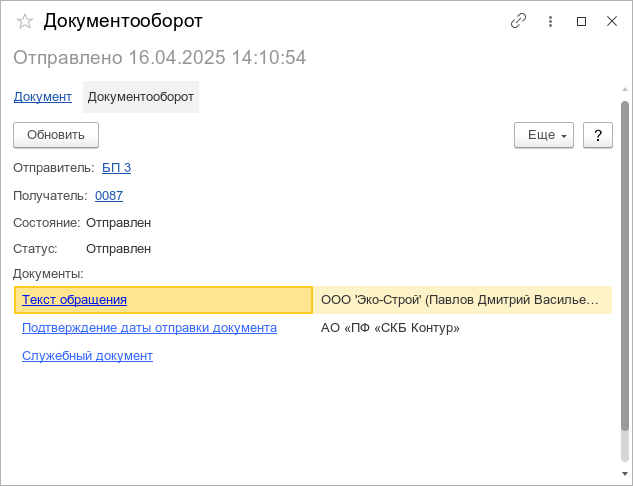 Документооборот
Отправлено 16.04.2025 14:10:54
Документ Документооборот
Обновить Еще ?
Отправитель: БП 3
Получатель: 0087
Состояние: Отправлен
Статус: Отправлен
Документы:
Текст обращения ООО 'Эко-Строй' (Павлов Дмитрий Василье...
Подтверждение даты отправки документа АО «ПФ «СКБ Контур»
Служебный документ